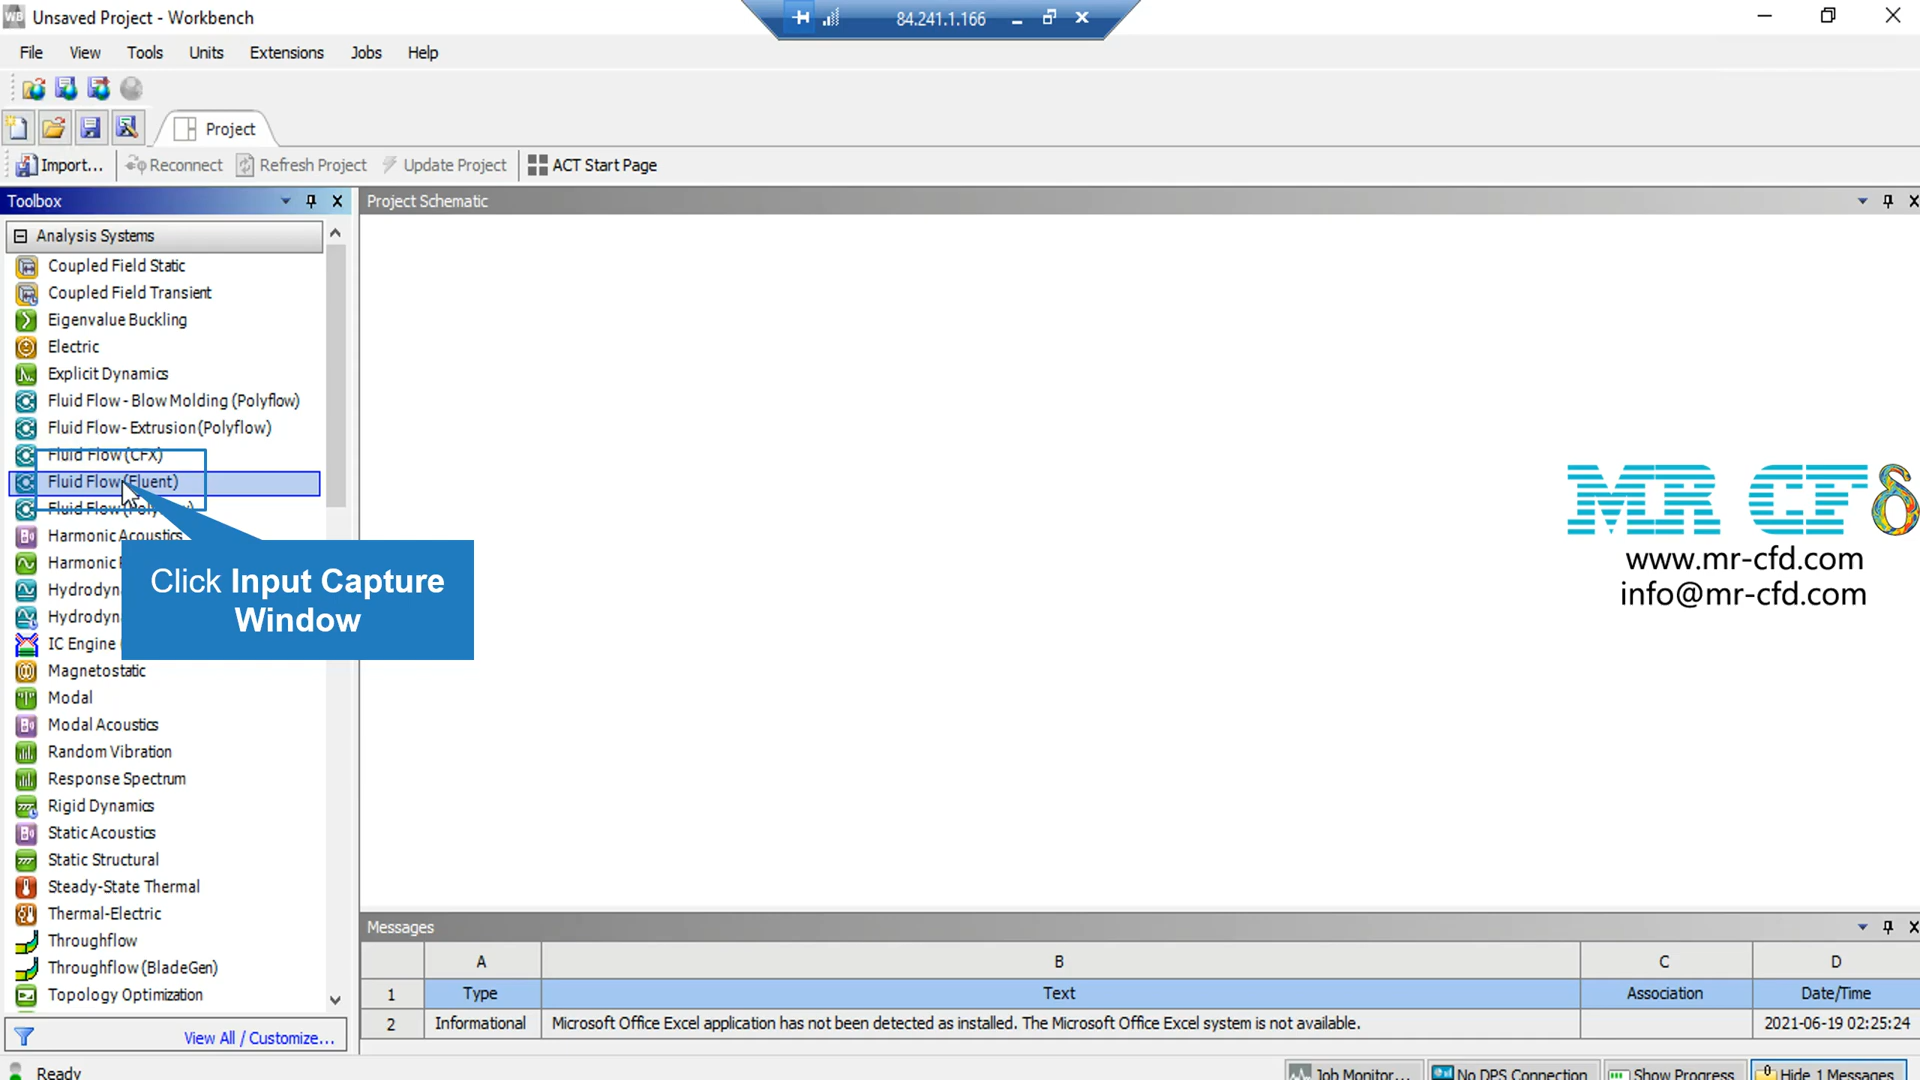 Unsaved Project - Workbench
84.241.1.166
File View Tools Units Extensions Jobs Help
Project
Import... Reconnect Refresh Project Update Project ACT Start Page
Toolbox
Project Schematic
Analysis Systems
Coupled Field Static
Coupled Field Transient
Eigenvalue Buckling
Electric
Explicit Dynamics
Fluid Flow - Blow Molding (Polyflow)
Fluid Flow - Extrusion (Polyflow)
Fluid Flow (CFX)
Fluid Flow (Fluent)
Fluid Flow
Harmonic Acoustics
Harmonic
IC Engine
Magnetostatic
Modal
Modal Acoustics
Random Vibration
Response Spectrum
Rigid Dynamics
Static Acoustics
Static Structural
Steady-State Thermal
Thermal-Electric
Throughflow
Throughflow (BladeGen)
Topology Optimization
View All / Customize...
Click Input Capture
Window
MR CFD
www.mr-cfd.com
info@mr-cfd.com
Messages
A B C D
1 Type Text Association Date/Time
2 Informational Microsoft Office Excel application has not been detected as installed. The Microsoft Office Excel system is not available. 2021-06-19 02:25:24
Ready
Job Monitor... No DPS Connection Show Progress Hide 1 Messages